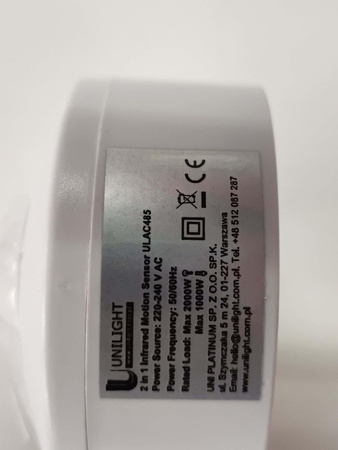 UNILIGHT
2 in 1 Infrared Motion Sensor ULAC485
Power Source: 220-240 V AC
Power Frequency: 50/60Hz
Rated Load: Max 2000W
Max 1000W
CE
UNI PLATINUM SP. Z O.O. SP.K.
ul. Szymczaka 5 m 24, 01-227 Warszawa
Email: hello@unilight.com.pl, Tel. +48 512 087 287
www.unilight.com.pl